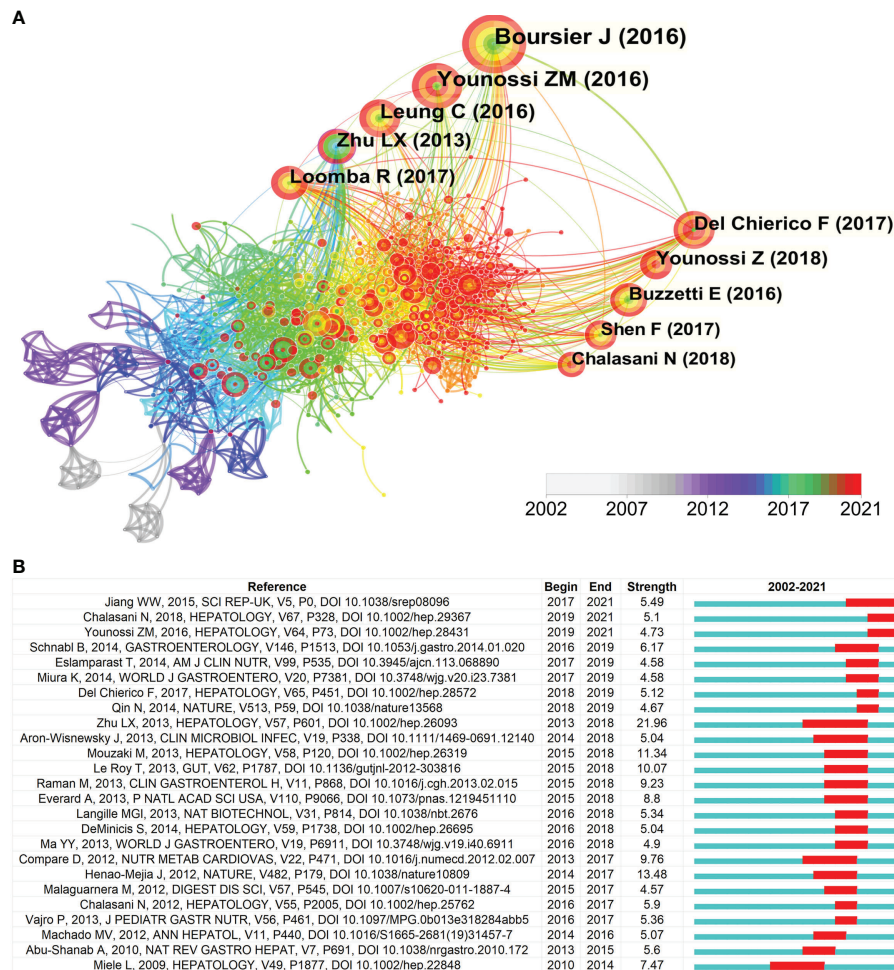 A
Boursier J (2016)
Younossi ZM (2016)
Leung C (2016)
Zhu LX (2013)
Loomba R (2017)
Del Chierico F (2017)
Younossi Z (2018)
Buzzetti E (2016)
Shen F (2017)
Chalasani N (2018)
2002 2007 2012 2017 2021
B
Reference Begin End Strength 2002-2021
Jiang WW, 2015, SCI REP-UK, V5, P0, DOI 10.1038/srep08096 2017 2021 5.49
Chalasani N, 2018, HEPATOLOGY, V67, P328, DOI 10.1002/hep.29367 2019 2021 5.1
Younossi ZM, 2016, HEPATOLOGY, V64, P73, DOI 10.1002/hep.28431 2019 2021 4.73
Schnabl B, 2014, GASTROENTEROLOGY, V146, P1513, DOI 10.1053/j.gastro.2014.01.020 2016 2019 6.17
Eslamparast T, 2014, AM J CLIN NUTR, V99, P535, DOI 10.3945/ajcn.113.068890 2017 2019 4.58
Miura K, 2014, WORLD J GASTROENTERO, V20, P7381, DOI 10.3748/wjg.v20.i23.7381 2017 2019 4.58
Del Chierico F, 2017, HEPATOLOGY, V65, P451, DOI 10.1002/hep.28572 2018 2019 5.12
Qin N, 2014, NATURE, V513, P59, DOI 10.1038/nature13568 2018 2019 4.67
Zhu LX, 2013, HEPATOLOGY, V57, P601, DOI 10.1002/hep.26093 2013 2018 21.96
Aron-Wisnewsky J, 2013, CLIN MICROBIOL INFEC, V19, P338, DOI 10.1111/1469-0691.12140 2014 2018 5.04
Mouzaki M, 2013, HEPATOLOGY, V58, P120, DOI 10.1002/hep.26319 2015 2018 11.34
Le Roy T, 2013, GUT, V62, P1787, DOI 10.1136/gutjnl-2012-303816 2015 2018 10.07
Raman M, 2013, CLIN GASTROENTEROL H, V11, P868, DOI 10.1016/j.cgh.2013.02.015 2015 2018 9.23
Everard A, 2013, P NATL ACAD SCI USA, V110, P9066, DOI 10.1073/pnas.1219451110 2015 2018 8.8
Langille MGI, 2013, NAT BIOTECHNOL, V31, P814, DOI 10.1038/nbt.2676 2016 2018 5.34
DeMinicis S, 2014, HEPATOLOGY, V59, P1738, DOI 10.1002/hep.26695 2016 2018 5.04
Ma YY, 2013, WORLD J GASTROENTERO, V19, P6911, DOI 10.3748/wjg.v19.i40.6911 2016 2018 4.9
Compare D, 2012, NUTR METAB CARDIOVAS, V22, P471, DOI 10.1016/j.numecd.2012.02.007 2013 2017 9.76
Henao-Mejia J, 2012, NATURE, V482, P179, DOI 10.1038/nature10809 2014 2017 13.48
Malaguarnera M, 2012, DIGEST DIS SCI, V57, P545, DOI 10.1007/s10620-011-1887-4 2015 2017 4.57
Chalasani N, 2012, HEPATOLOGY, V55, P2005, DOI 10.1002/hep.25762 2016 2017 5.9
Vajro P, 2013, J PEDIATR GASTR NUTR, V56, P461, DOI 10.1097/MPG.0b013e318284abb5 2016 2017 5.36
Machado MV, 2012, ANN HEPATOL, V11, P440, DOI 10.1016/S1665-2681(19)31457-7 2014 2016 5.07
Abu-Shanab A, 2010, NAT REV GASTRO HEPAT, V7, P691, DOI 10.1038/nrgastro.2010.172 2013 2015 5.6
Miele L, 2009, HEPATOLOGY, V49, P1877, DOI 10.1002/hep.22848 2010 2014 7.47